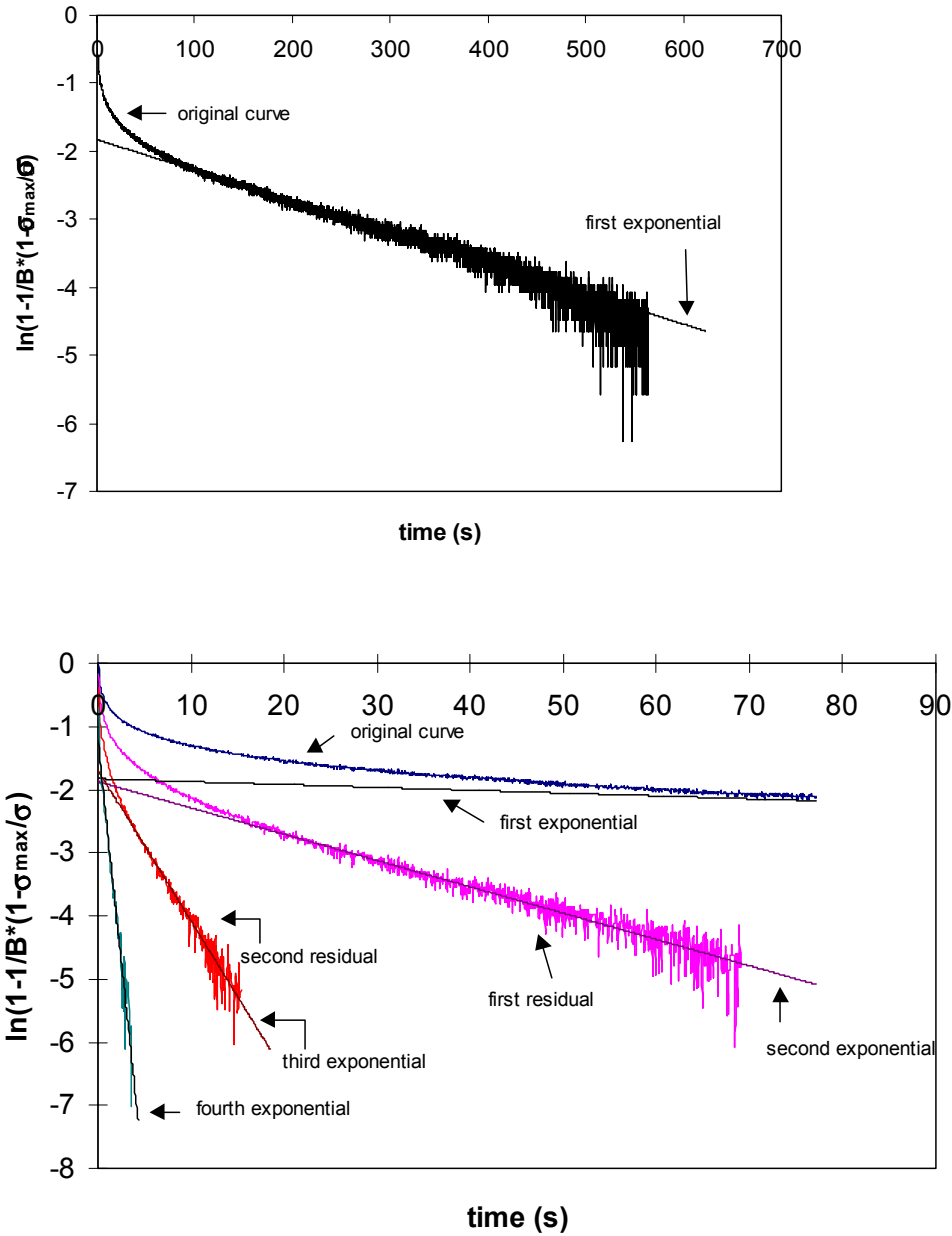 0
0 100 200 300 400 500 600 700
-1
original curve
-2
-3
first exponential
-4
-5
-6
-7
ln(1-1/B*(1-σmax/σ)
time (s)
0
0 10 20 30 40 50 60 70 80 90
-1
original curve
-2
first exponential
-3
-4
second residual
-5
first residual
second exponential
-6
third exponential
-7
fourth exponential
-8
ln(1-1/B*(1-σmax/σ)
time (s)